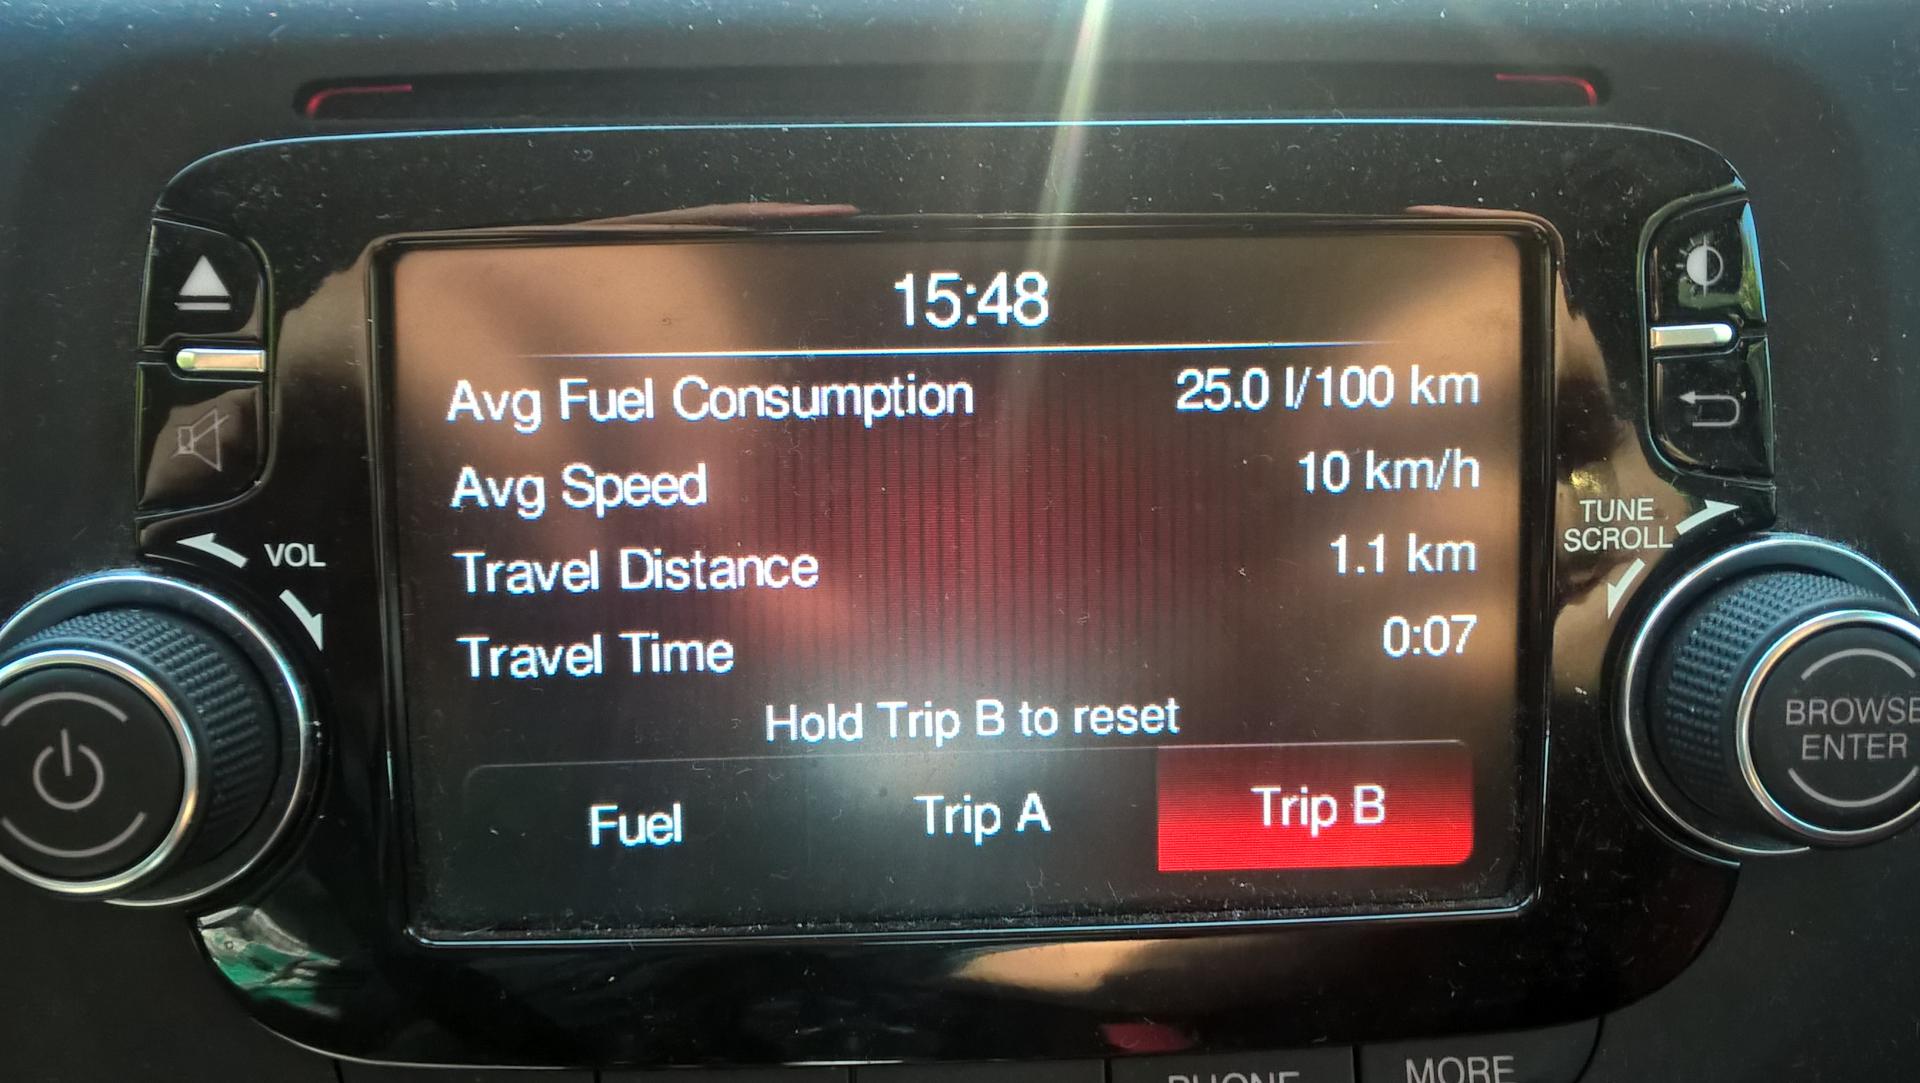 15:48
Avg Fuel Consumption 25.0 l/100 km
Avg Speed 10 km/h
Travel Distance 1.1 km
Travel Time 0:07
Hold Trip B to reset
Fuel Trip A Trip B
VOL
TUNE
SCROLL
BROWSE
ENTER
PHONE MORE